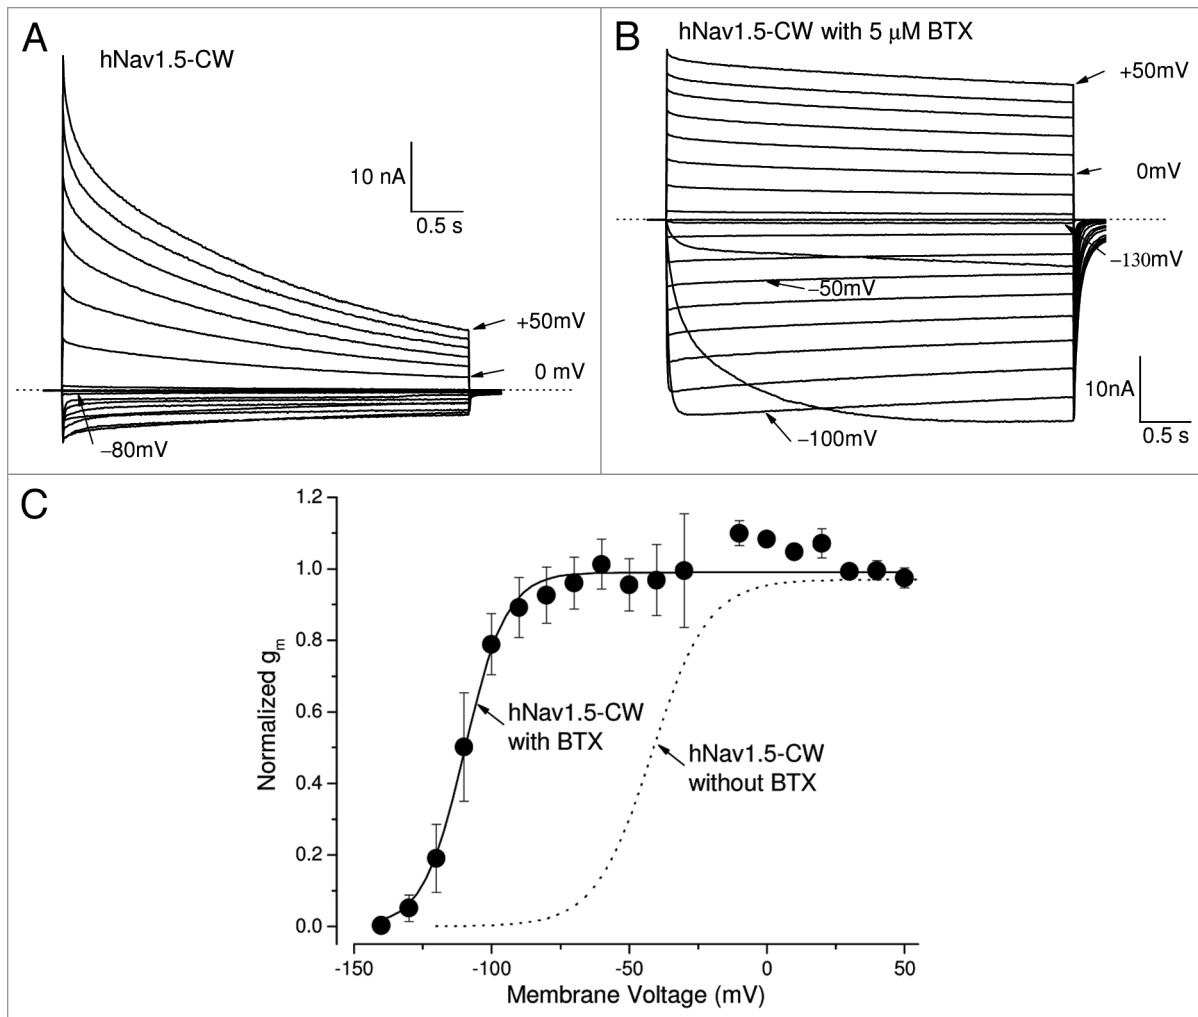 A
hNav1.5-CW
10 nA
0.5 s
+50mV
0 mV
−80mV
B
hNav1.5-CW with 5 μM BTX
+50mV
0mV
−130mV
−50mV
−100mV
10nA
0.5 s
C
Normalized gm
1.2
1.0
0.8
0.6
0.4
0.2
0.0
hNav1.5-CW
with BTX
hNav1.5-CW
without BTX
-150 -100 -50 0 50
Membrane Voltage (mV)